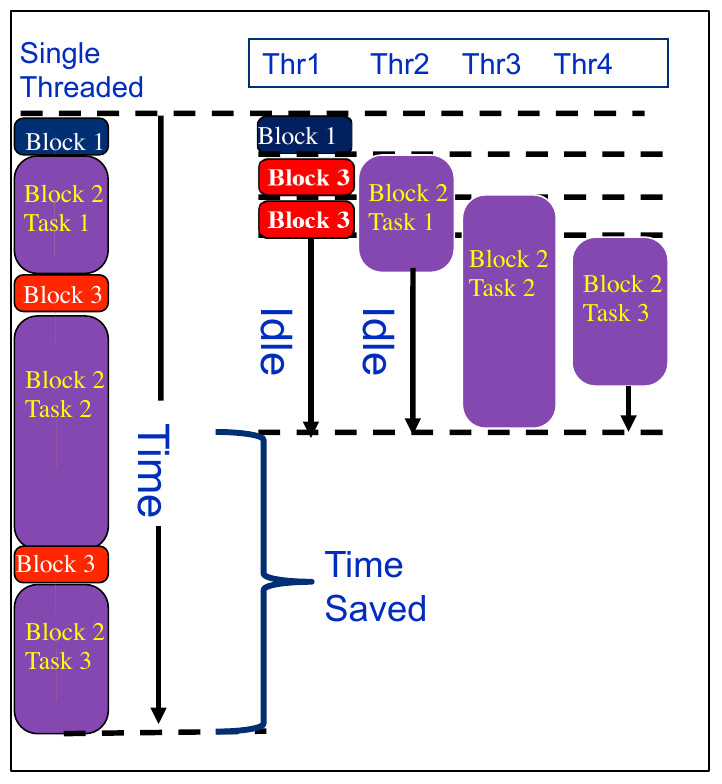 Single
Threaded
Thr1 Thr2 Thr3 Thr4
Block 1
Block 2
Task 1
Block 3
Block 2
Task 2
Block 3
Block 2
Task 3
Time
Block 1
Block 3
Block 3
Idle
Block 2
Task 1
Idle
Block 2
Task 2
Block 2
Task 3
Time
Saved